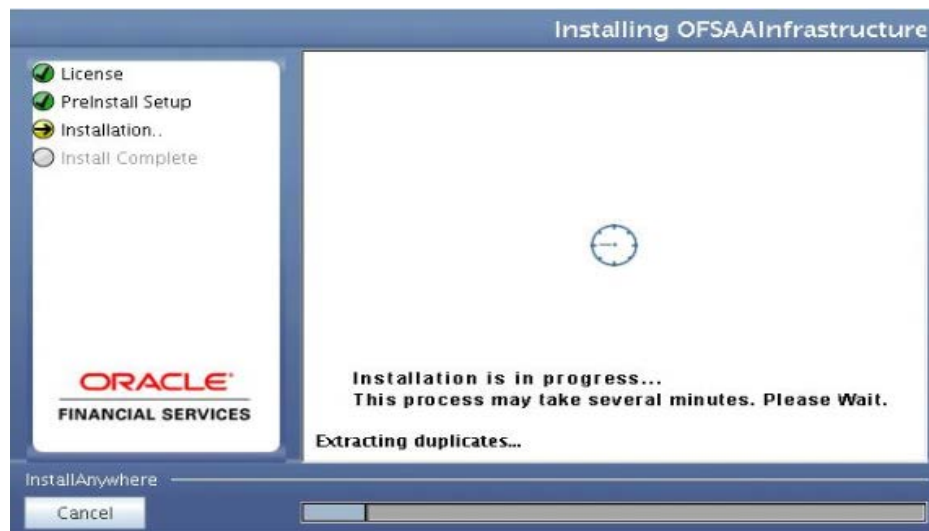 Installing OFSAAInfrastructure
License
PreInstall Setup
Installation..
Install Complete
ORACLE
FINANCIAL SERVICES
Installation is in progress...
This process may take several minutes. Please Wait.
Extracting duplicates...
InstallAnywhere
Cancel